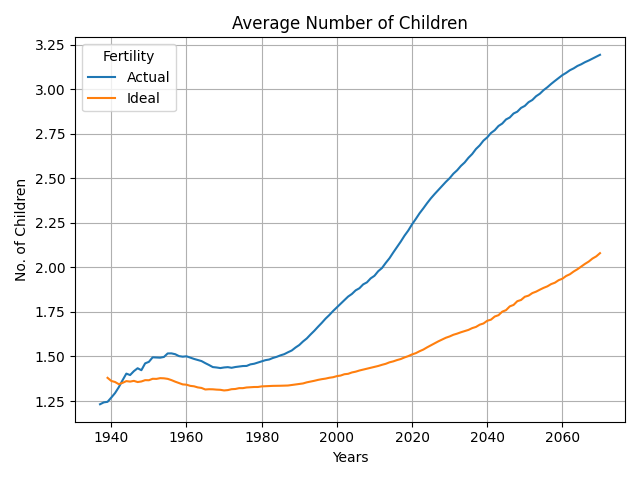 Average Number of Children
Fertility
Actual
Ideal
No. of Children
3.25
3.00
2.75
2.50
2.25
2.00
1.75
1.50
1.25
1940 1960 1980 2000 2020 2040 2060
Years